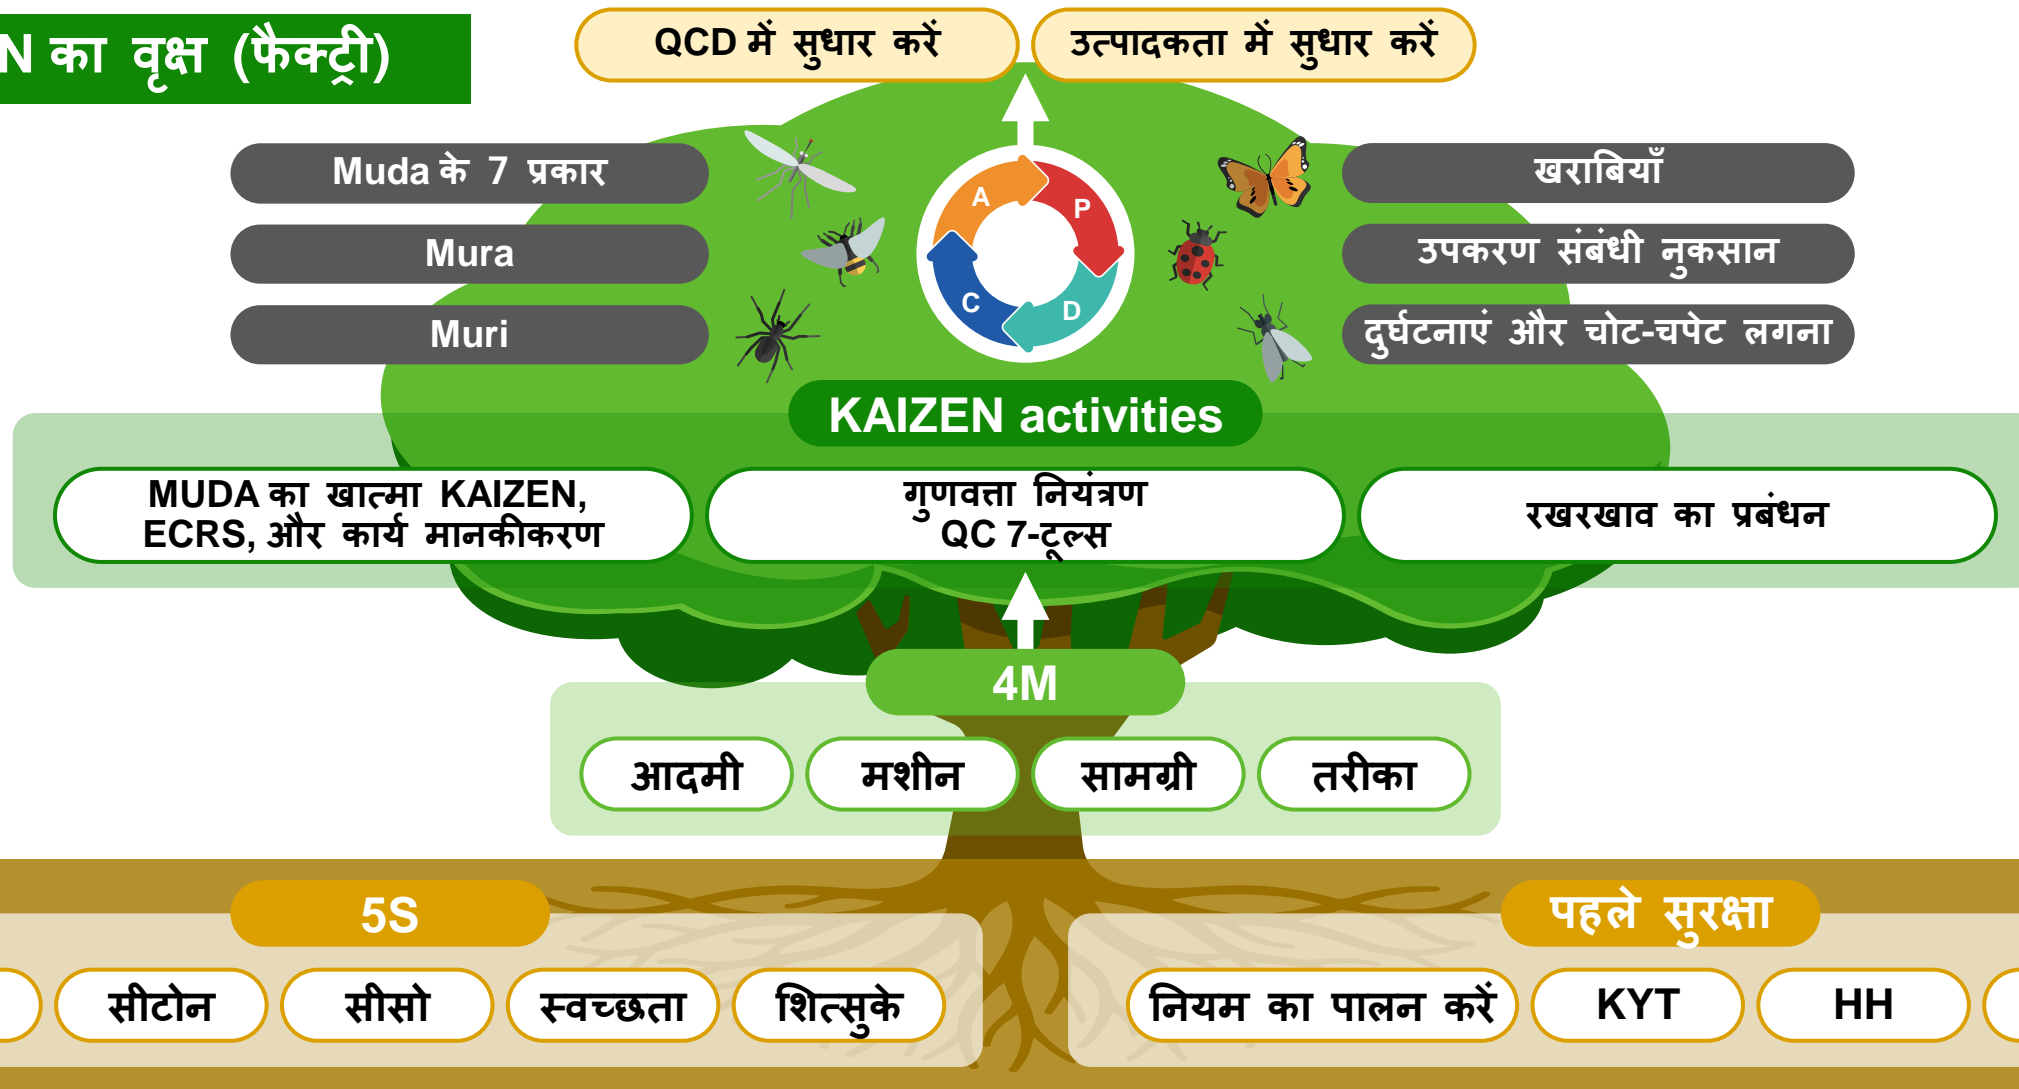 N का वृक्ष (फैक्ट्री)
QCD में सुधार करें
उत्पादकता में सुधार करें
Muda के 7 प्रकार
Mura
Muri
A
P
C
D
खराबियाँ
उपकरण संबंधी नुकसान
दुर्घटनाएं और चोट-चपेट लगना
KAIZEN activities
MUDA का खात्मा KAIZEN,
ECRS, और कार्य मानकीकरण
गुणवत्ता नियंत्रण
QC 7-टूल्स
रखरखाव का प्रबंधन
4M
आदमी
मशीन
सामग्री
तरीका
5S
सीटोन
सीसो
स्वच्छता
शित्सुके
पहले सुरक्षा
नियम का पालन करें
KYT
HH